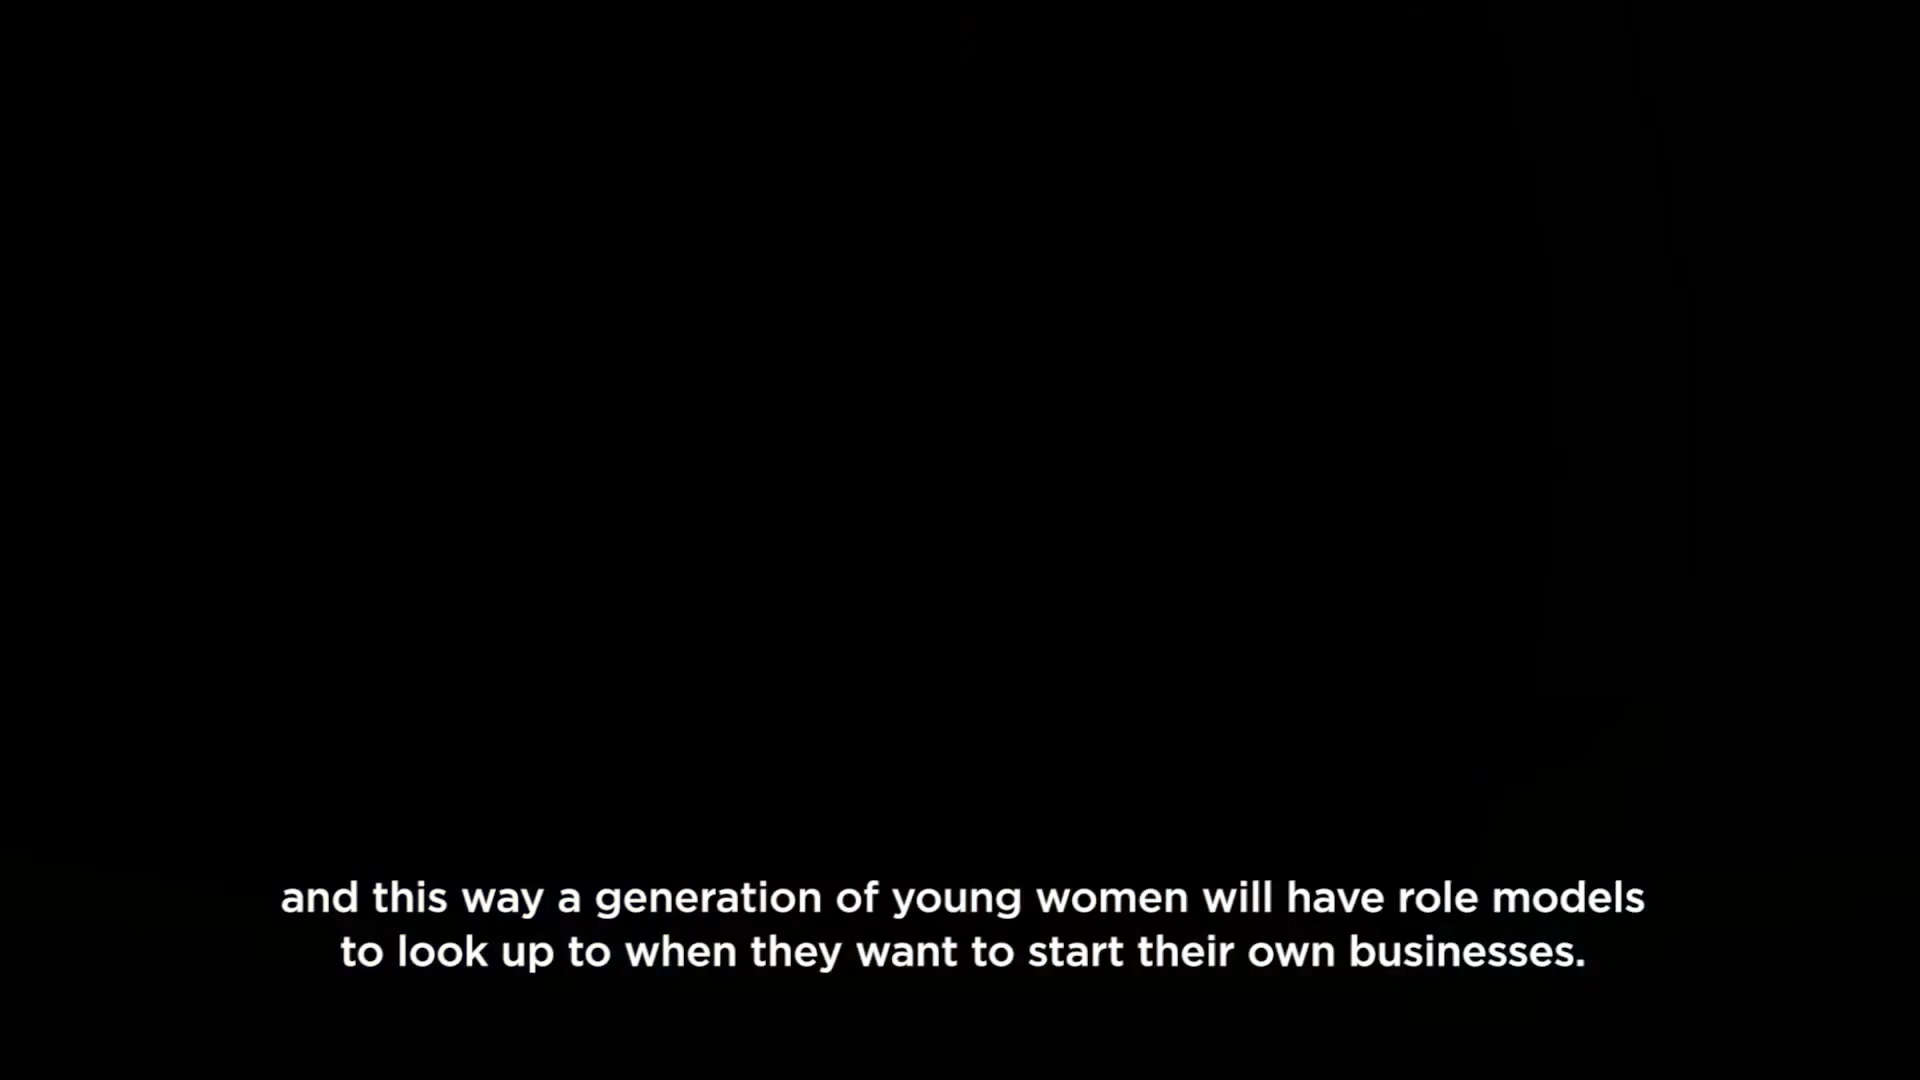 and this way a generation of young women will have role models
to look up to when they want to start their own businesses.